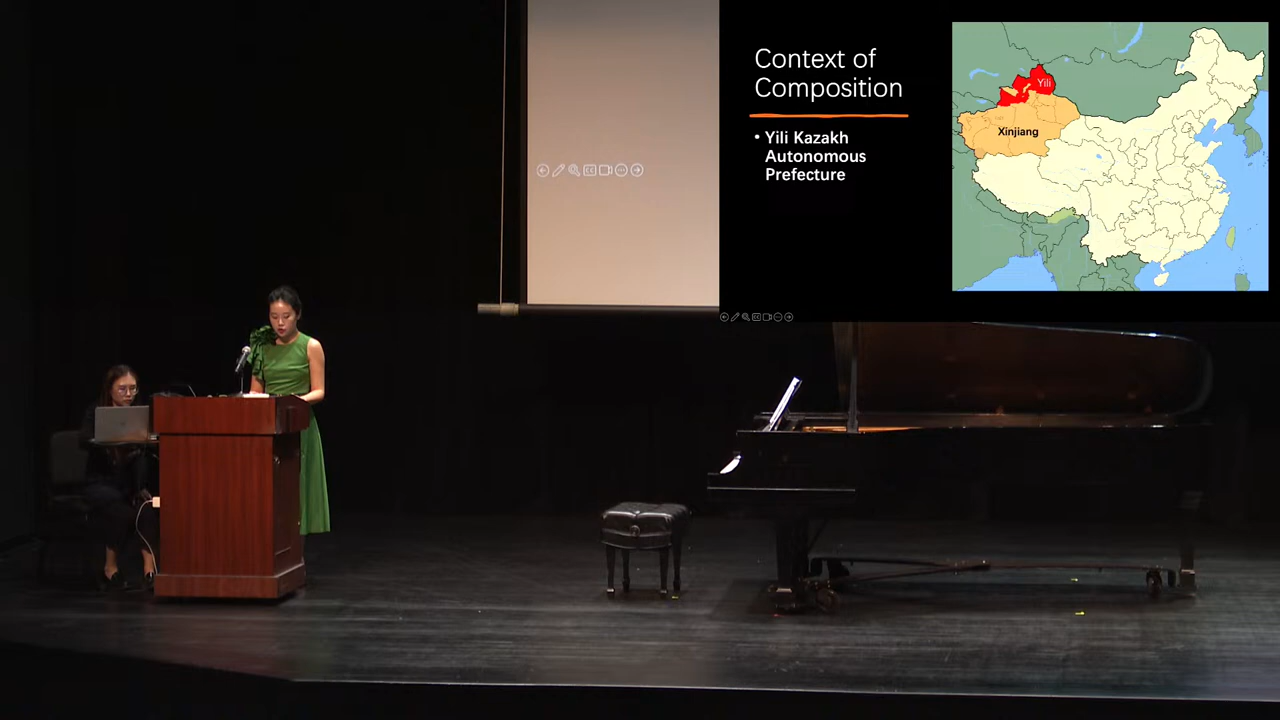 Context of
Composition
• Yili Kazakh
Autonomous
Prefecture
Yili
Xinjiang